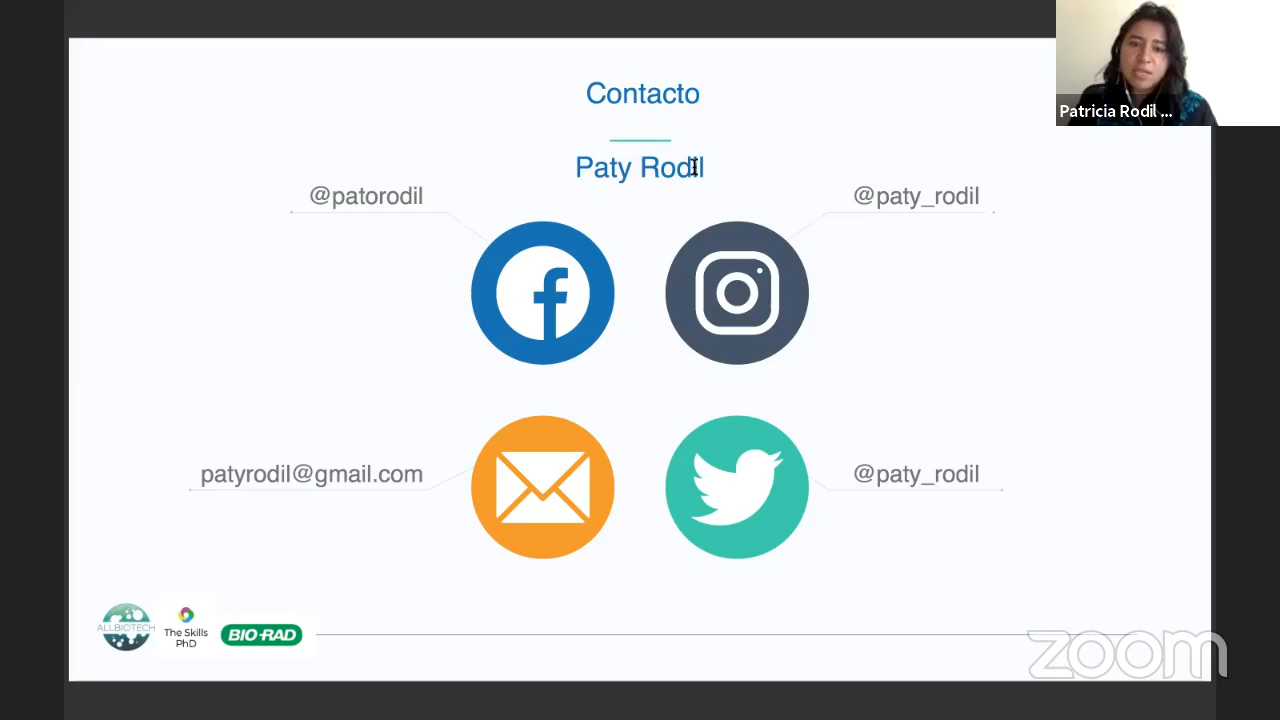 Contacto
Patricia Rodil ...
Paty Rodil
@patorodil
@paty_rodil
patyrodil@gmail.com
@paty_rodil
ALLBIOTECH
The Skills
PhD
BIO-RAD
zoom